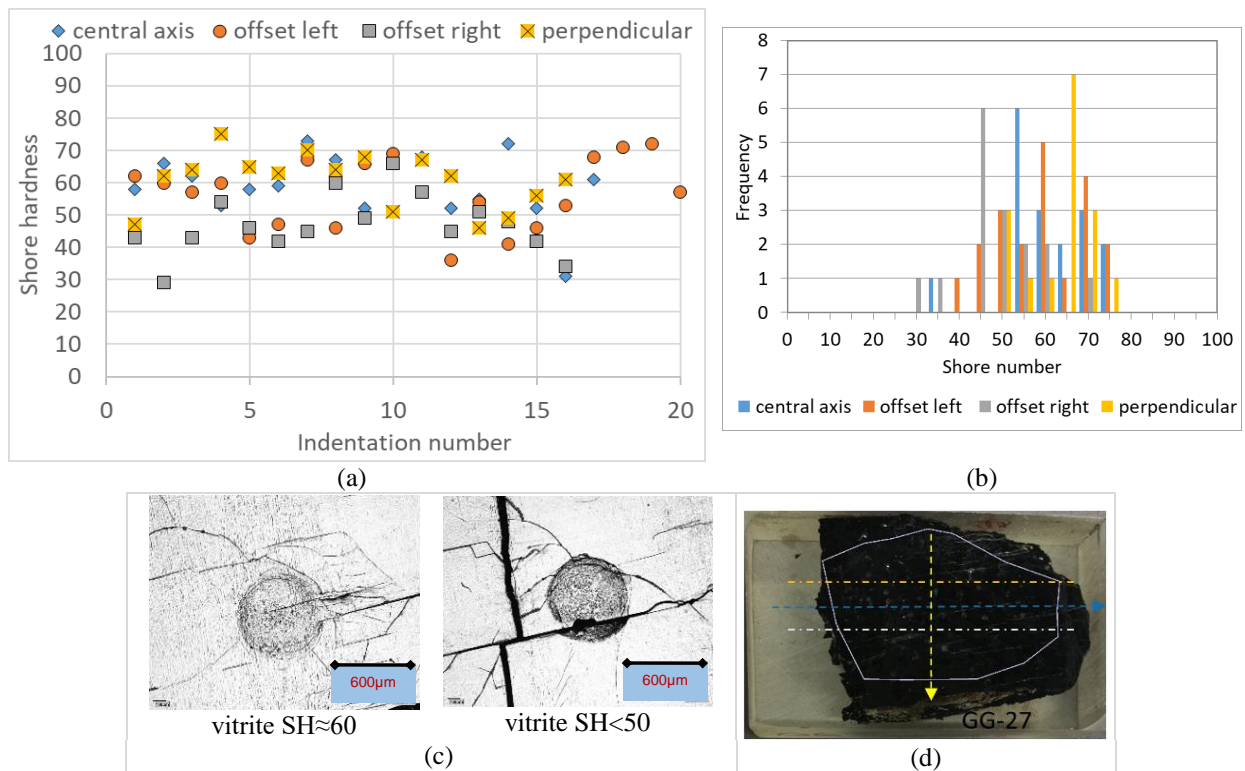 (a)
central axis offset left offset right perpendicular
100
90
80
70
60
50
40
30
20
10
0
Shore hardness
0 5 10 15 20
Indentation number
8
7
6
5
4
3
2
1
0
Frequency
0 10 20 30 40 50 60 70 80 90 100
Shore number
central axis offset left offset right perpendicular
(a) (b)
600µm 600µm
vitrite SH≈60 vitrite SH<50
GG-27
(c) (d)